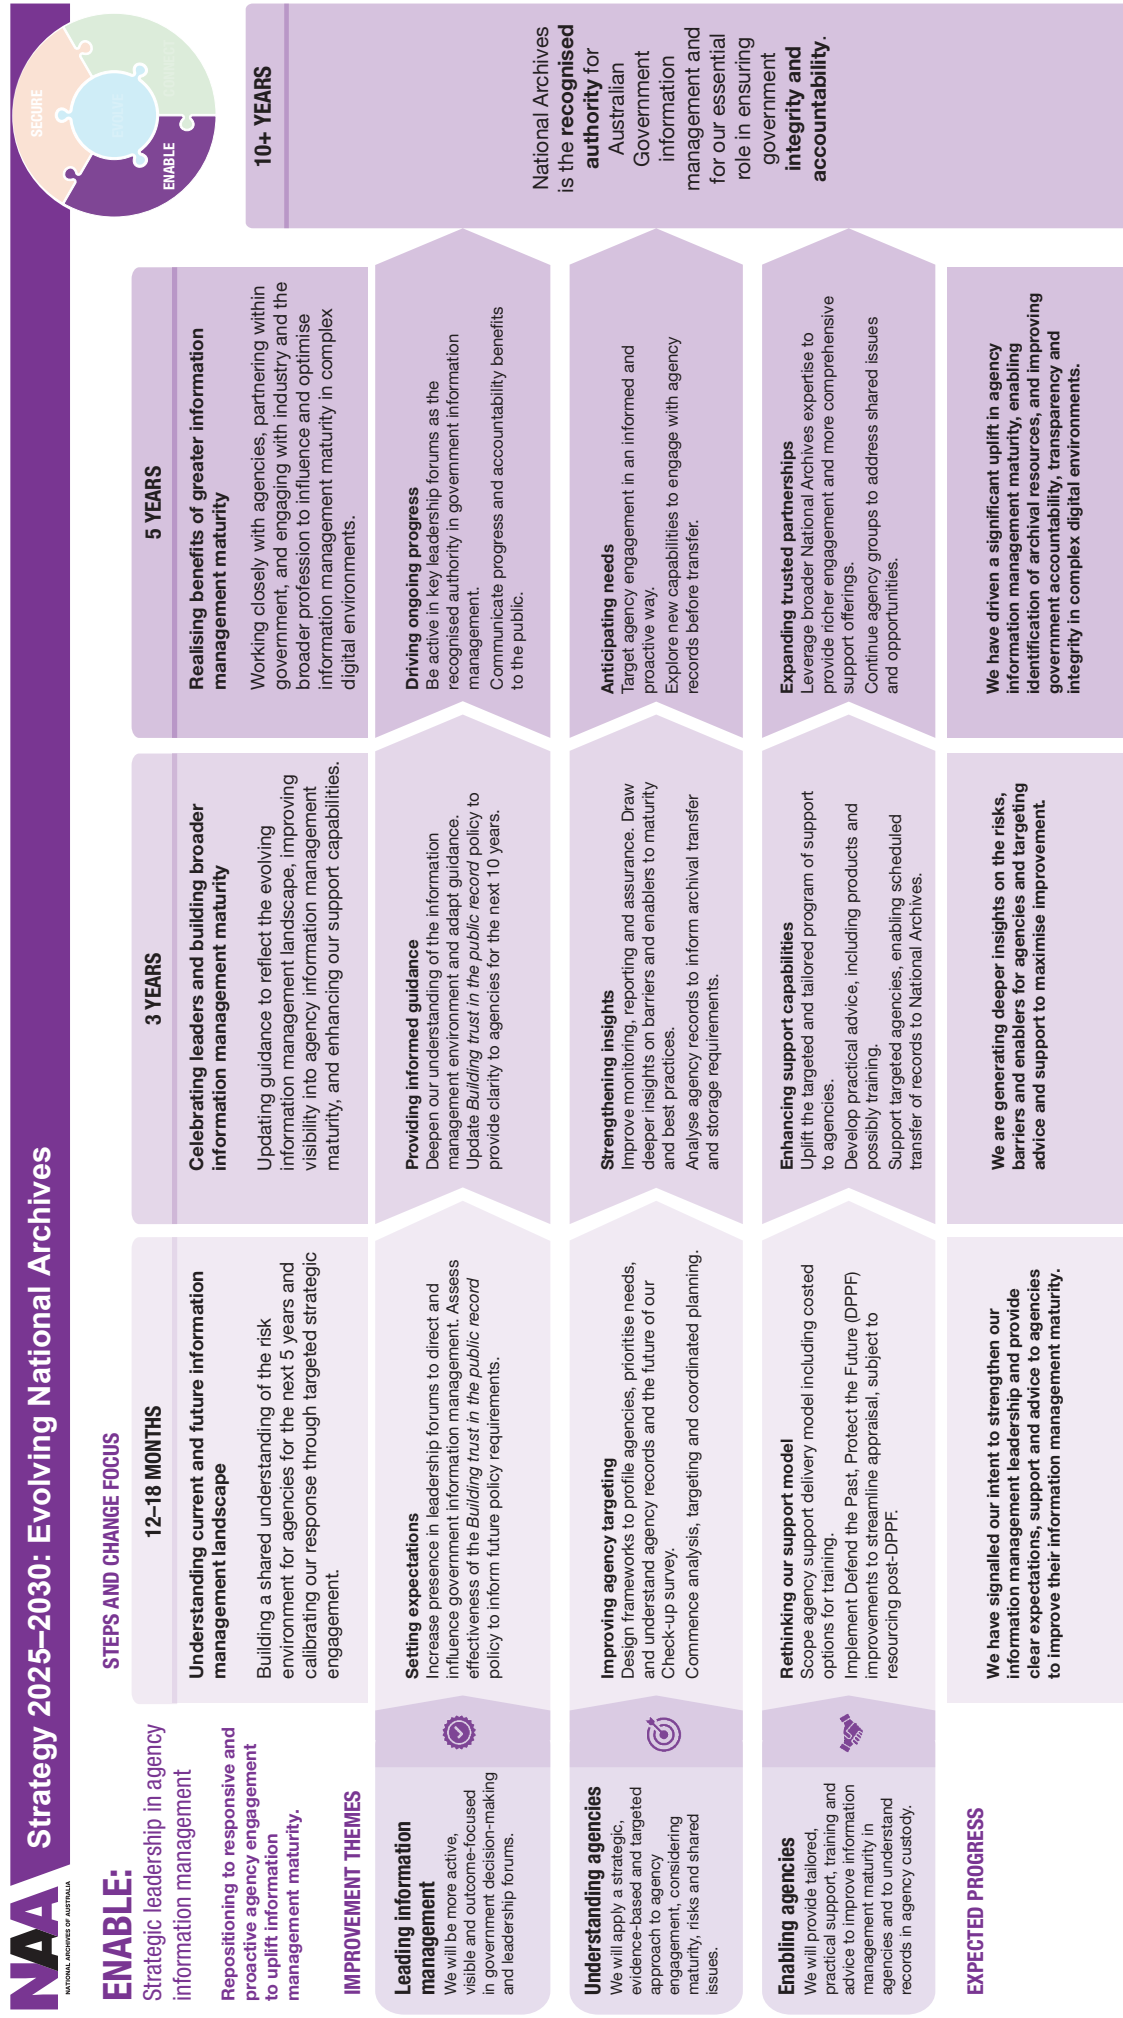 NAA
NATIONAL ARCHIVES OF AUSTRALIA
Strategy 2025–2030: Evolving National Archives
SECURE
ENABLE
ENABLE:
Strategic leadership in agency
information management
Repositioning to responsive and
proactive agency engagement
to uplift information
management maturity.
STEPS AND CHANGE FOCUS
12–18 MONTHS
Understanding current and future information
management landscape
Building a shared understanding of the risk
environment for agencies for the next 5 years and
calibrating our response through targeted strategic
engagement.
3 YEARS
Celebrating leaders and building broader
information management maturity
Updating guidance to reflect the evolving
information management landscape, improving
visibility into agency information management
maturity, and enhancing our support capabilities.
5 YEARS
Realising benefits of greater information
management maturity
Working closely with agencies, partnering within
government, and engaging with industry and the
broader profession to influence and optimise
information management maturity in complex
digital environments.
10+ YEARS
National Archives
is the recognised
authority for
Australian
Government
information
management and
for our essential
role in ensuring
government
integrity and
accountability.
IMPROVEMENT THEMES
Leading information
management
We will be more active,
visible and outcome-focused
in government decision-making
and leadership forums.
Setting expectations
Increase presence in leadership forums to direct and
influence government information management. Assess
effectiveness of the Building trust in the public record
policy to inform future policy requirements.
Providing informed guidance
Deepen our understanding of the information
management environment and adapt guidance.
Update Building trust in the public record policy to
provide clarity to agencies for the next 10 years.
Driving ongoing progress
Be active in key leadership forums as the
recognised authority in government information
management.
Communicate progress and accountability benefits
to the public.
Understanding agencies
We will apply a strategic,
evidence-based and targeted
approach to agency
engagement, considering
maturity, risks and shared
issues.
Improving agency targeting
Design frameworks to profile agencies, prioritise needs,
and understand agency records and the future of our
Check-up survey.
Commence analysis, targeting and coordinated planning.
Strengthening insights
Improve monitoring, reporting and assurance. Draw
deeper insights on barriers and enablers to maturity
and best practices.
Analyse agency records to inform archival transfer
and storage requirements.
Anticipating needs
Target agency engagement in an informed and
proactive way.
Explore new capabilities to engage with agency
records before transfer.
Enabling agencies
We will provide tailored,
practical support, training and
advice to improve information
management maturity in
agencies and to understand
records in agency custody.
Rethinking our support model
Scope agency support delivery model including costed
options for training.
Implement Defend the Past, Protect the Future (DPPF)
improvements to streamline appraisal, subject to
resourcing post-DPPF.
Enhancing support capabilities
Uplift the targeted and tailored program of support
to agencies.
Develop practical advice, including products and
possibly training.
Support targeted agencies, enabling scheduled
transfer of records to National Archives.
Expanding trusted partnerships
Leverage broader National Archives expertise to
provide richer engagement and more comprehensive
support offerings.
Continue agency groups to address shared issues
and opportunities.
EXPECTED PROGRESS
We have signalled our intent to strengthen our
information management leadership and provide
clear expectations, support and advice to agencies
to improve their information management maturity.
We are generating deeper insights on the risks,
barriers and enablers for agencies and targeting
advice and support to maximise improvement.
We have driven a significant uplift in agency
information management maturity, enabling
identification of archival resources, and improving
government accountability, transparency and
integrity in complex digital environments.